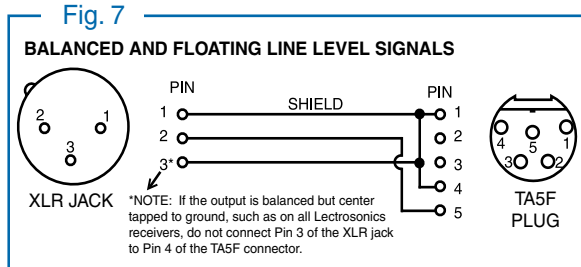 Fig. 7
BALANCED AND FLOATING LINE LEVEL SIGNALS
PIN
PIN
1
SHIELD
1
2
2
3*
3
4
5
2
1
3
XLR JACK
*NOTE: If the output is balanced but center
tapped to ground, such as on all Lectrosonics
receivers, do not connect Pin 3 of the XLR jack
to Pin 4 of the TA5F connector.
4
5
1
3
2
TA5F
PLUG